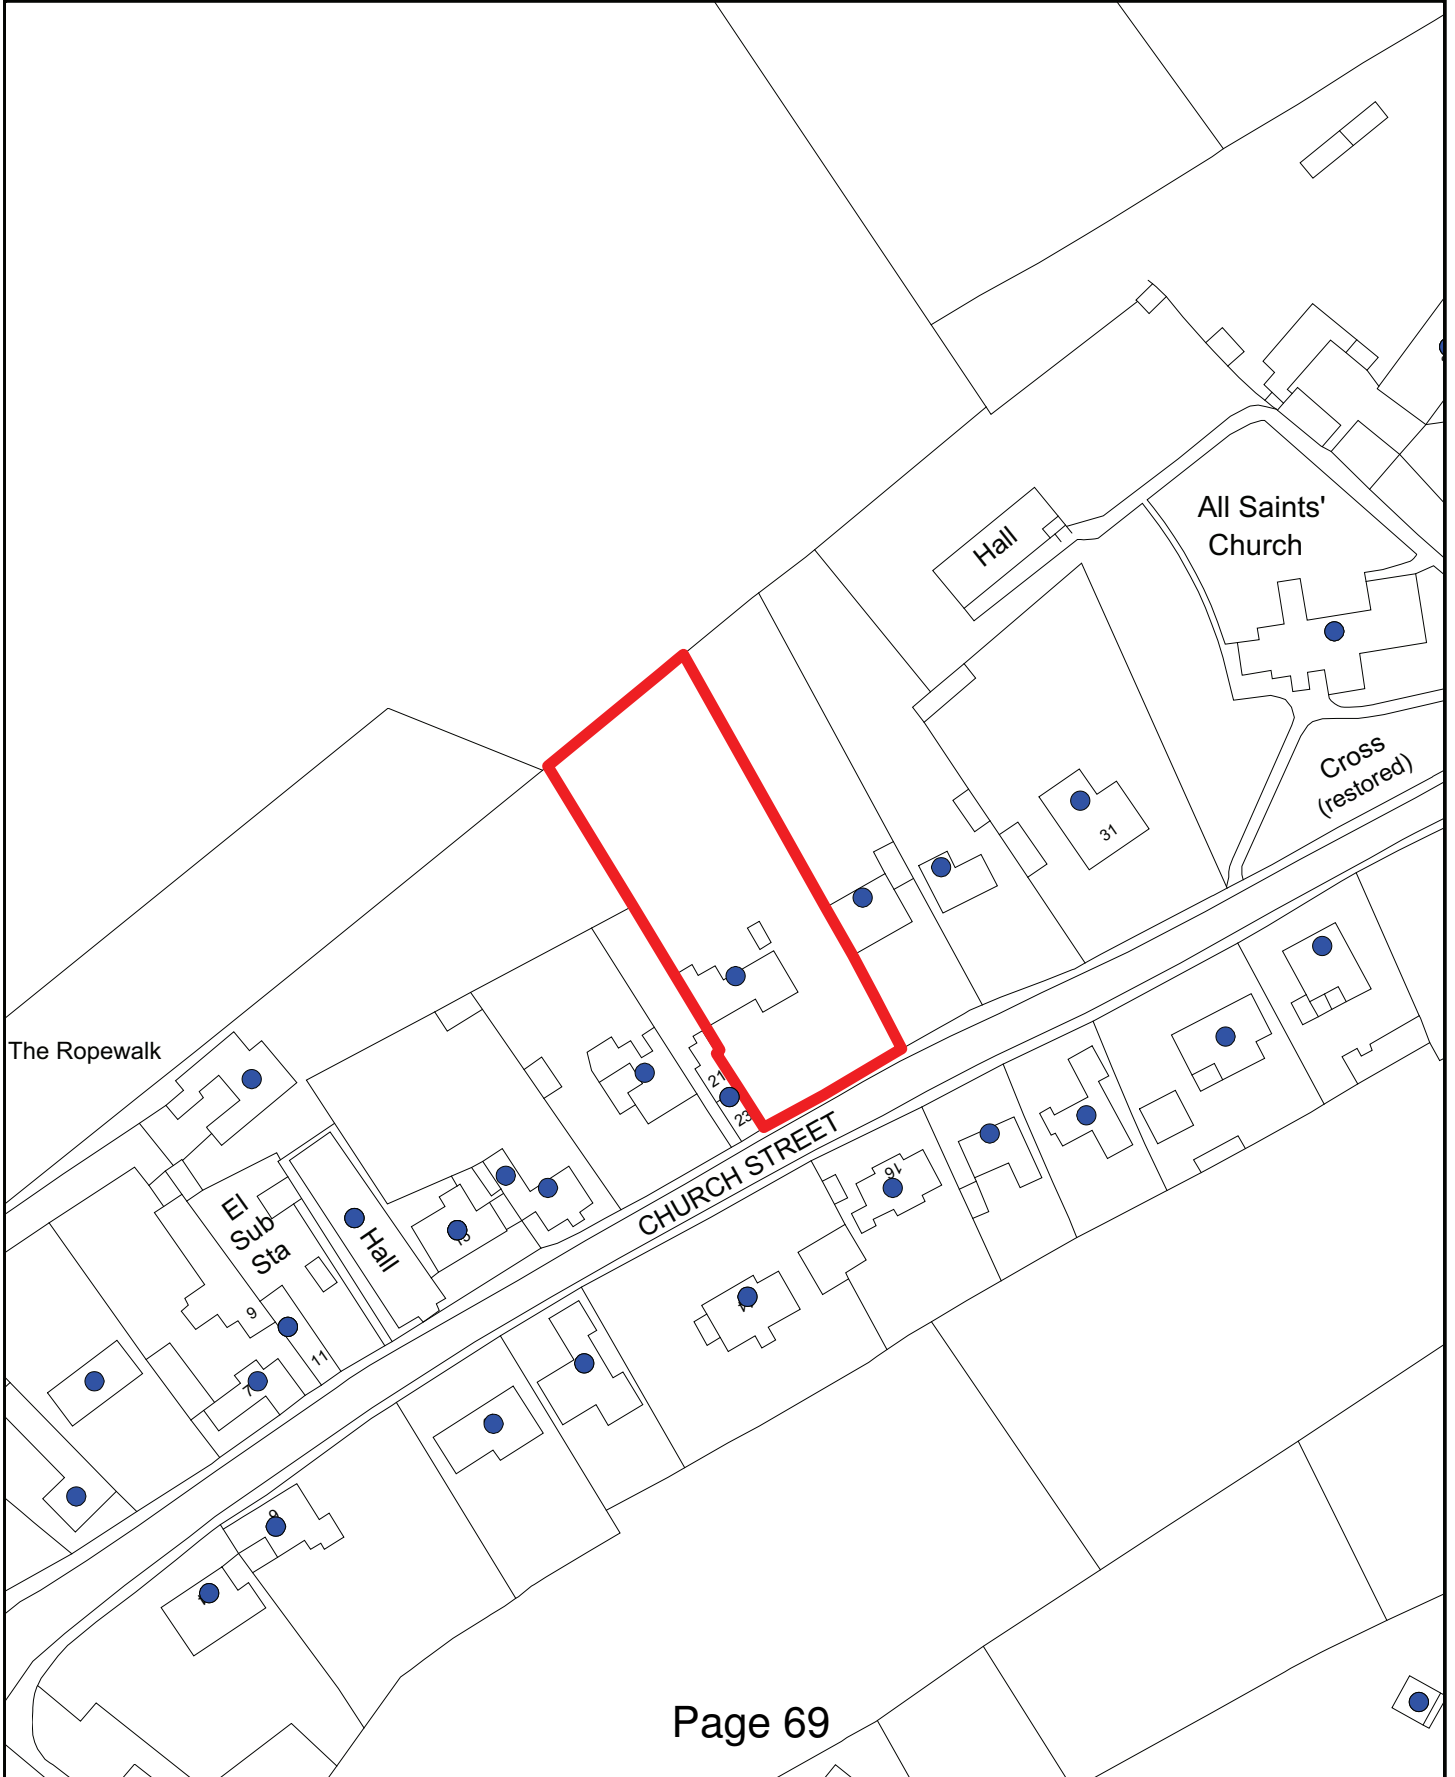 All Saints'
Church
Hall
Cross
(restored)
31
The Ropewalk
21
23
CHURCH STREET
16
El
Sub
Sta
Hall
9
11
7
Page 69